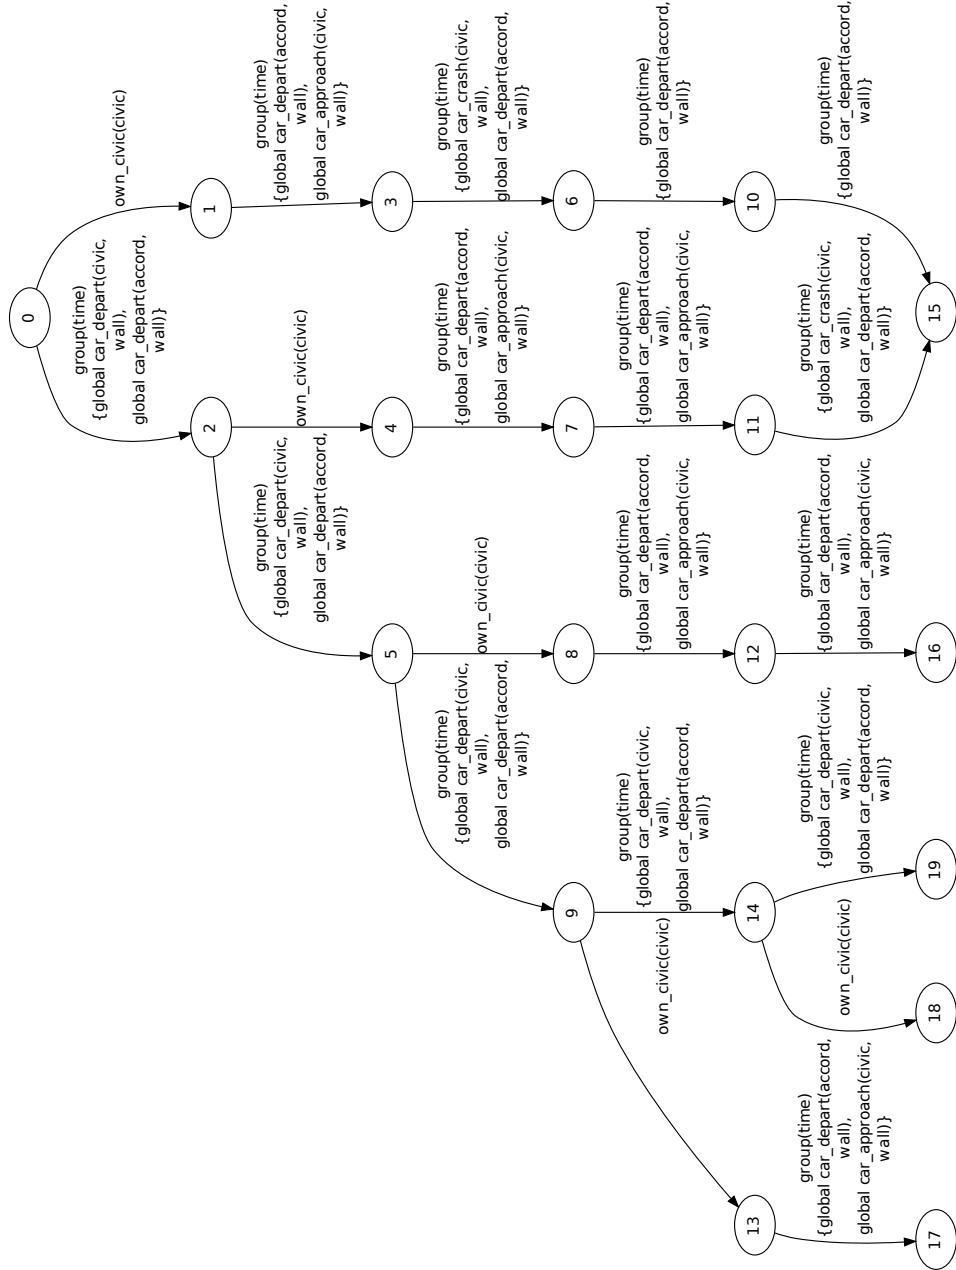 0
own_civic(civic)
group(time)
{global car_depart(civic,
wall),
global car_depart(accord,
wall)}
1
2
group(time)
{global car_depart(accord,
wall),
global car_approach(civic,
wall)}
own_civic(civic)
group(time)
{global car_depart(civic,
wall),
global car_depart(accord,
wall)}
3
4
5
group(time)
{global car_crash(civic,
wall),
global car_depart(accord,
wall)}
group(time)
{global car_depart(accord,
wall),
global car_approach(civic,
wall)}
own_civic(civic)
group(time)
{global car_depart(civic,
wall),
global car_depart(accord,
wall)}
6
7
8
9
group(time)
{global car_depart(accord,
wall)}
group(time)
{global car_depart(accord,
wall),
global car_approach(civic,
wall)}
group(time)
{global car_depart(accord,
wall),
global car_approach(civic,
wall)}
group(time)
{global car_depart(civic,
wall),
global car_depart(accord,
wall)}
own_civic(civic)
10
11
12
14
13
group(time)
{global car_depart(accord,
wall)}
group(time)
{global car_crash(civic,
wall),
global car_depart(accord,
wall)}
group(time)
{global car_depart(accord,
wall),
global car_approach(civic,
wall)}
group(time)
{global car_depart(civic,
wall),
global car_depart(accord,
wall)}
own_civic(civic)
group(time)
{global car_depart(accord,
wall),
global car_approach(civic,
wall)}
15
16
19
18
17